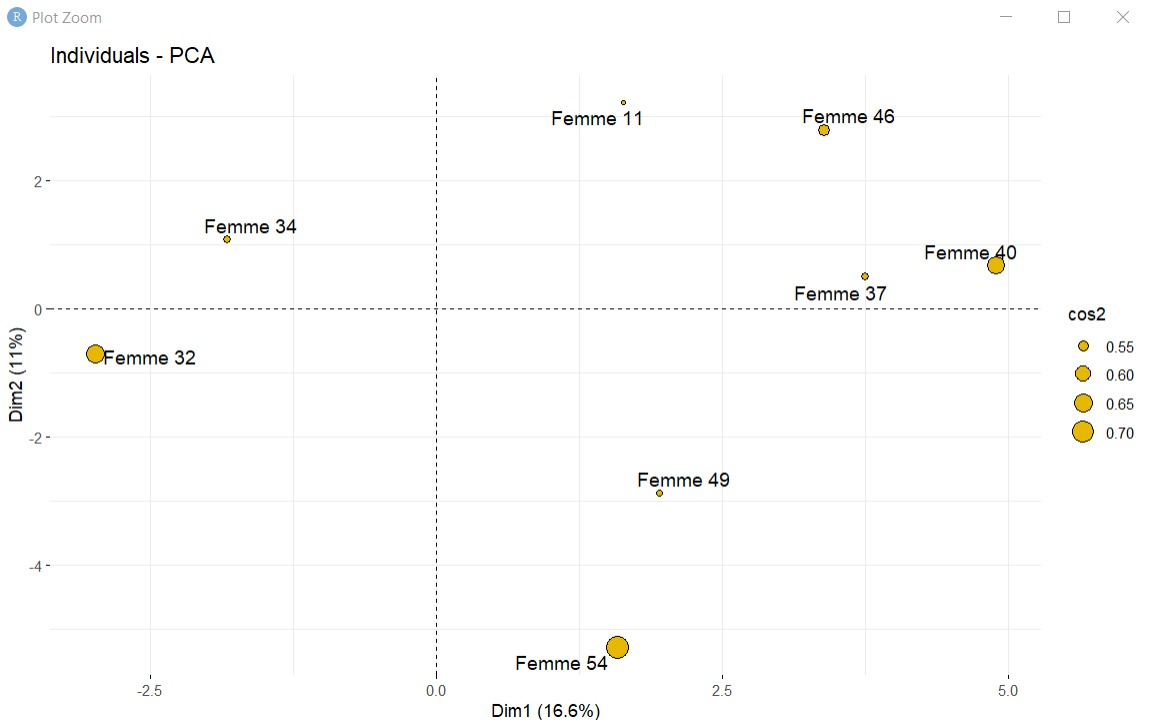 R Plot Zoom
Individuals - PCA
Femme 11
Femme 46
Femme 34
Femme 40
Femme 37
Femme 32
Femme 49
Femme 54
2
0
-2
-4
Dim2 (11%)
-2.5
0.0
2.5
5.0
Dim1 (16.6%)
cos2
0.55
0.60
0.65
0.70